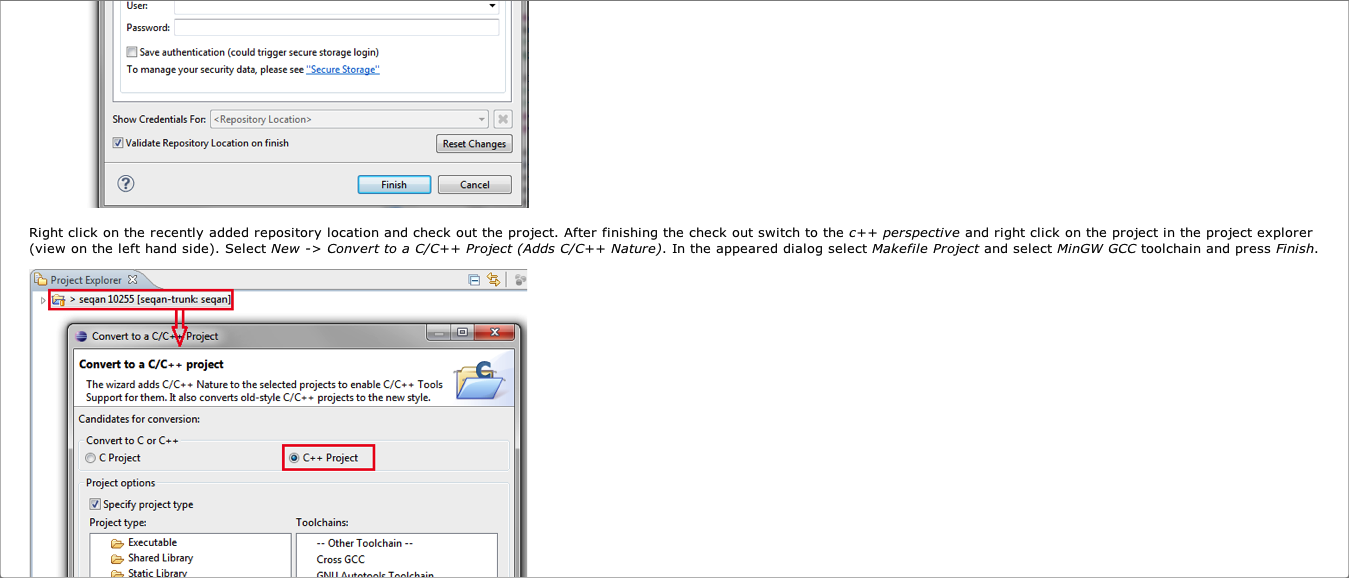 User:
Password:
Save authentication (could trigger secure storage login)
To manage your security data, please see "Secure Storage"
Show Credentials For: <Repository Location>
Validate Repository Location on finish
Reset Changes
Finish Cancel
Right click on the recently added repository location and check out the project. After finishing the check out switch to the c++ perspective and right click on the project in the project explorer
(view on the left hand side). Select New -> Convert to a C/C++ Project (Adds C/C++ Nature). In the appeared dialog select Makefile Project and select MinGW GCC toolchain and press Finish.
Project Explorer
> seqan 10255 [seqan-trunk: seqan]
Convert to a C/C++ Project
Convert to a C/C++ project
The wizard adds C/C++ Nature to the selected projects to enable C/C++ Tools
Support for them. It also converts old-style C/C++ projects to the new style.
Candidates for conversion:
Convert to C or C++
C Project C++ Project
Project options
Specify project type
Project type: Toolchains:
Executable -- Other Toolchain --
Shared Library Cross GCC
Static Library GNU Autotools Toolchain